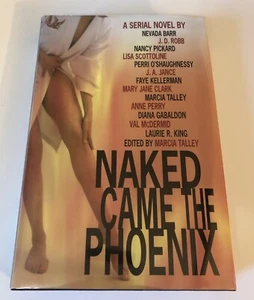 A SERIAL NOVEL BY
NEVADA BARR
J. D. ROBB
NANCY PICKARD
LISA SCOTTOLINE
PERRI O'SHAUGHNESSY
J. A. JANCE
FAYE KELLERMAN
MARY JANE CLARK
MARCIA TALLEY
ANNE PERRY
DIANA GABALDON
VAL McDERMID
LAURIE R. KING
EDITED BY MARCIA TALLEY
NAKED
CAME THE
PHOENIX